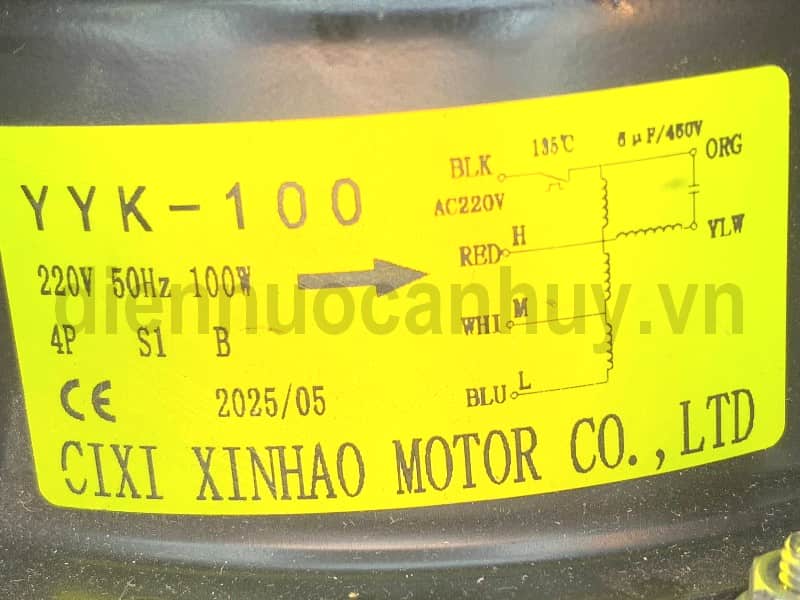 135℃ 6μF/450V
BLK ORG
YYK-100 AC220V
RED H YLW
220V 50Hz 100W
diennuocanhuy.vn
WHI M
4P S1 B
BLU L
CE 2025/05
CIXI XINHAO MOTOR CO.,LTD